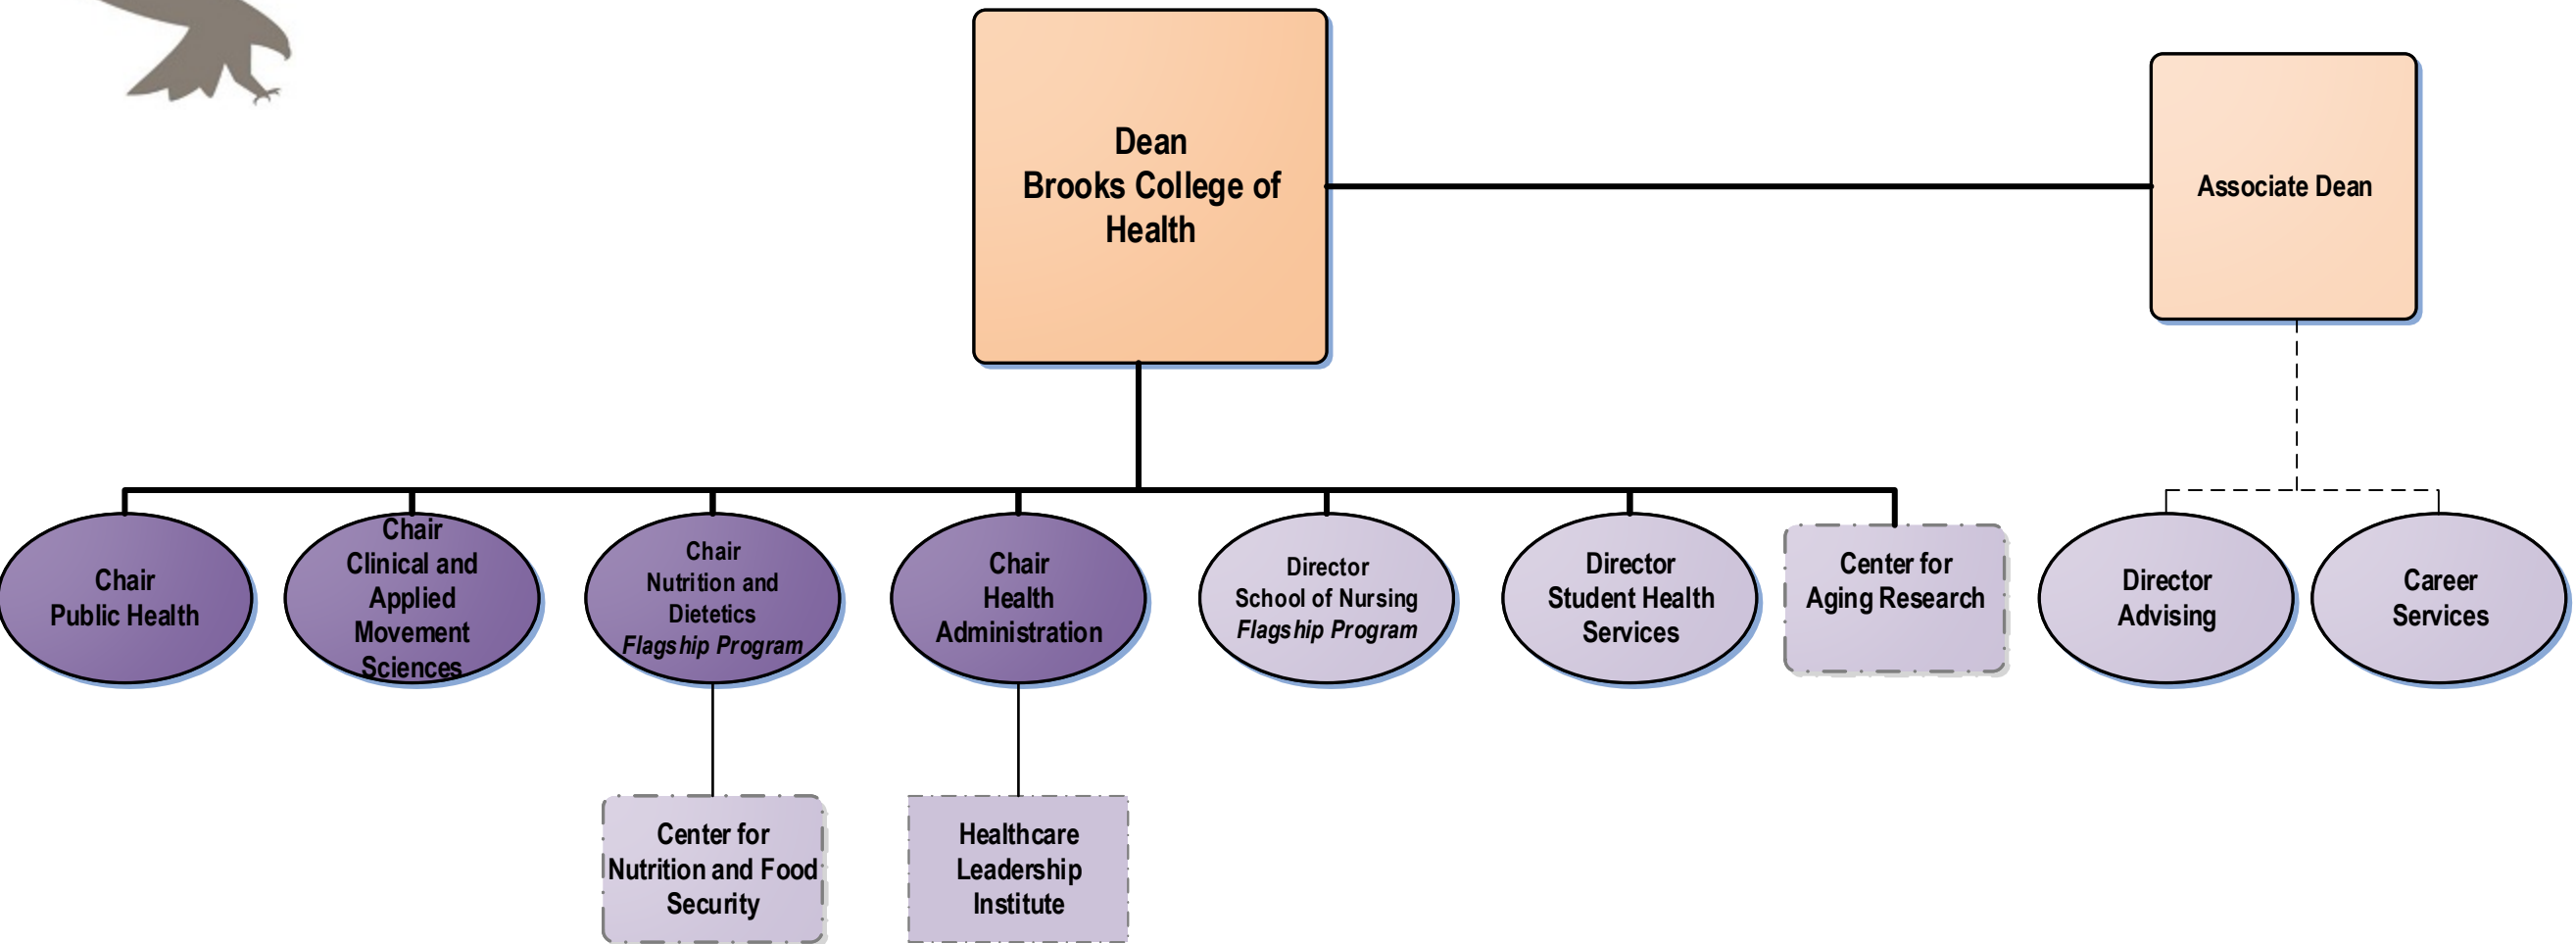 Dean
Brooks College of
Health
Associate Dean
Chair
Public Health
Chair
Clinical and
Applied
Movement
Sciences
Chair
Nutrition and
Dietetics
Flagship Program
Chair
Health
Administration
Director
School of Nursing
Flagship Program
Director
Student Health
Services
Center for
Aging Research
Director
Advising
Career
Services
Center for
Nutrition and Food
Security
Healthcare
Leadership
Institute